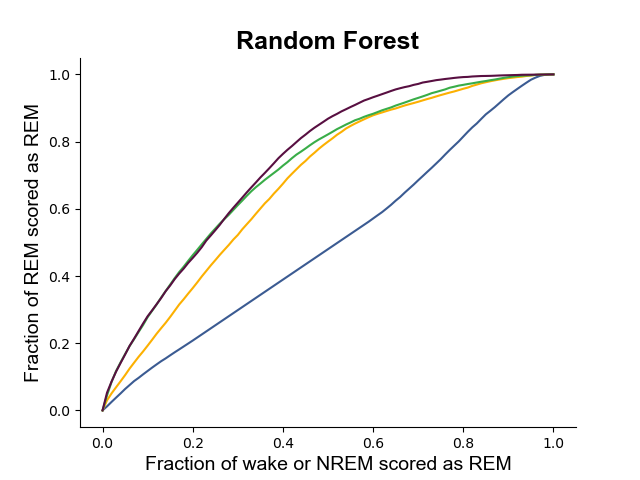 Random Forest
Fraction of REM scored as REM
1.0
0.8
0.6
0.4
0.2
0.0
0.0 0.2 0.4 0.6 0.8 1.0
Fraction of wake or NREM scored as REM